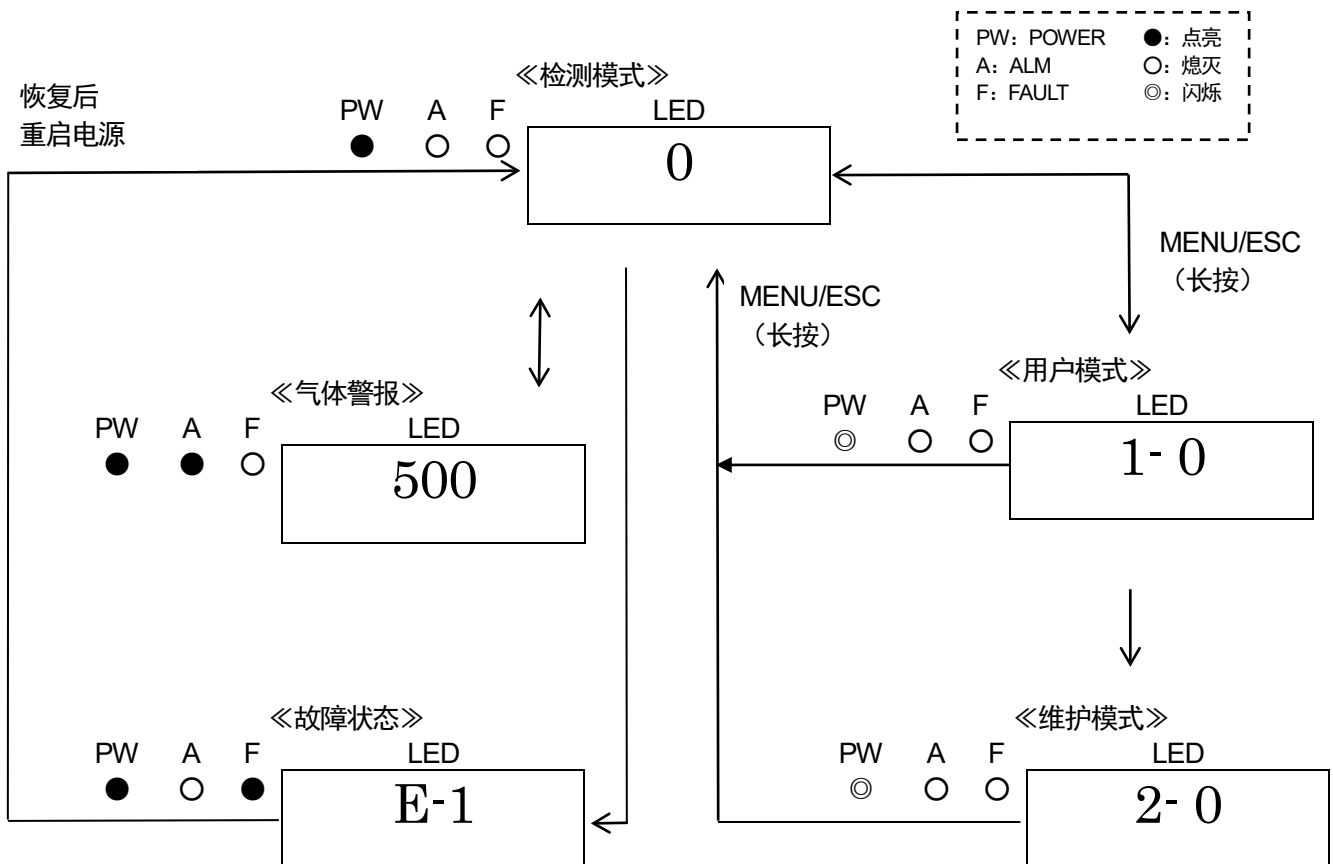 PW：POWER ●：点亮
A：ALM ○：熄灭
F：FAULT ◎：闪烁
≪检测模式≫
恢复后
重启电源
PW A F LED
● ○ ○
0
MENU/ESC
（长按）
MENU/ESC
（长按）
≪气体警报≫
PW A F LED
● ● ○
500
≪用户模式≫
PW A F LED
◎ ○ ○
1- 0
≪故障状态≫
PW A F LED
● ○ ●
E-1
≪维护模式≫
PW A F LED
◎ ○ ○
2- 0